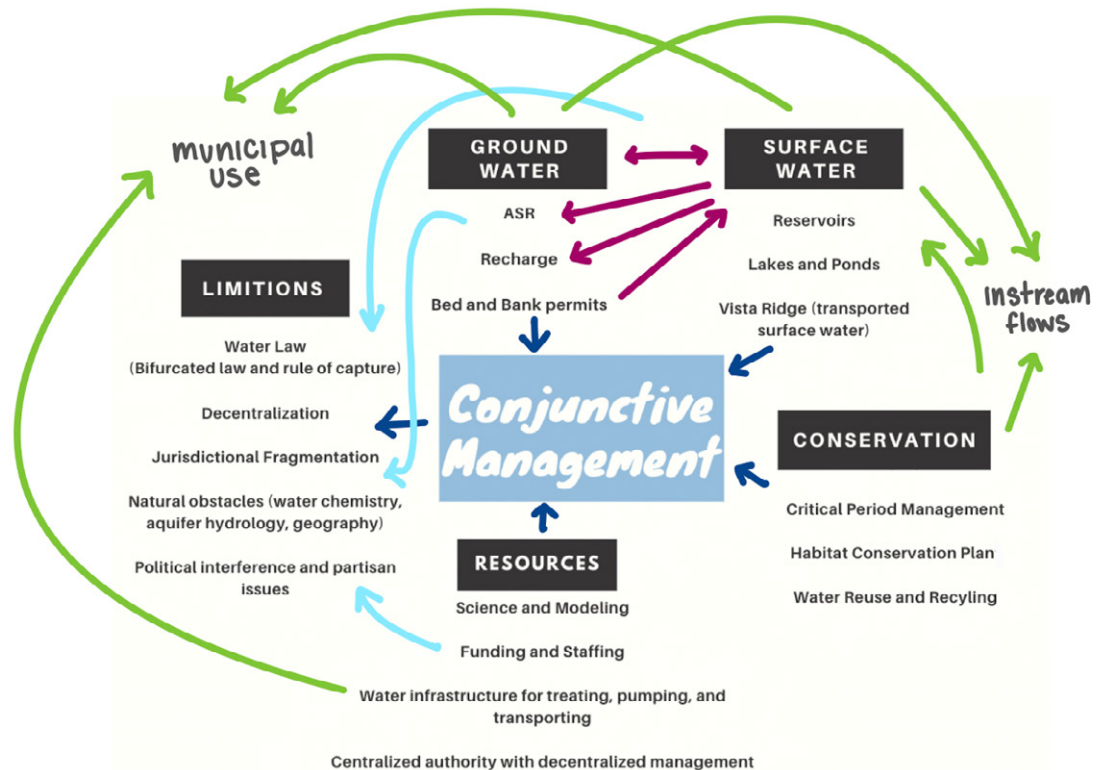 municipal
use
GROUND
WATER
SURFACE
WATER
ASR
Recharge
Bed and Bank permits
Reservoirs
Lakes and Ponds
Vista Ridge (transported
surface water)
Instream
flows
LIMITIONS
Water Law
(Bifurcated law and rule of capture)
Decentralization
Jurisdictional Fragmentation
Natural obstacles (water chemistry,
aquifer hydrology, geography)
Political interference and partisan
issues
Conjunctive
Management
CONSERVATION
Critical Period Management
Habitat Conservation Plan
Water Reuse and Recyling
RESOURCES
Science and Modeling
Funding and Staffing
Water infrastructure for treating, pumping, and
transporting
Centralized authority with decentralized management